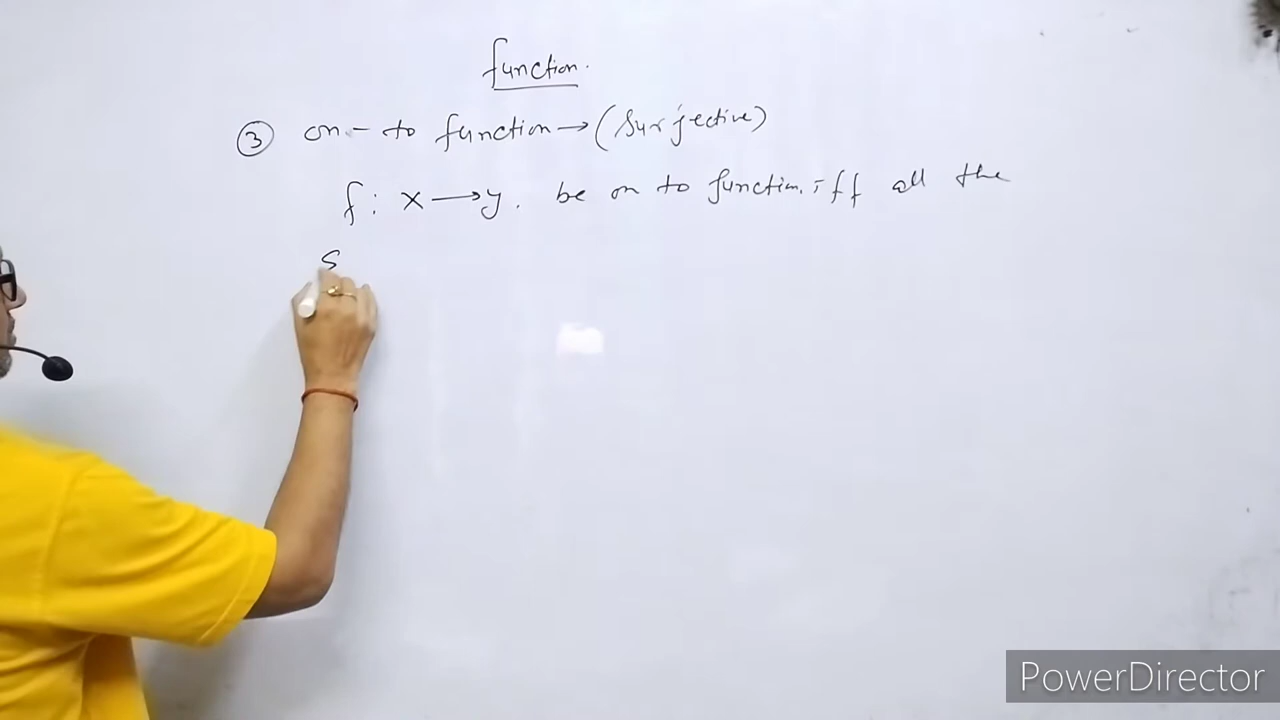 function.
③ on-to function→(Surjective)
f: x→y. be on to function. iff all the
S
PowerDirector